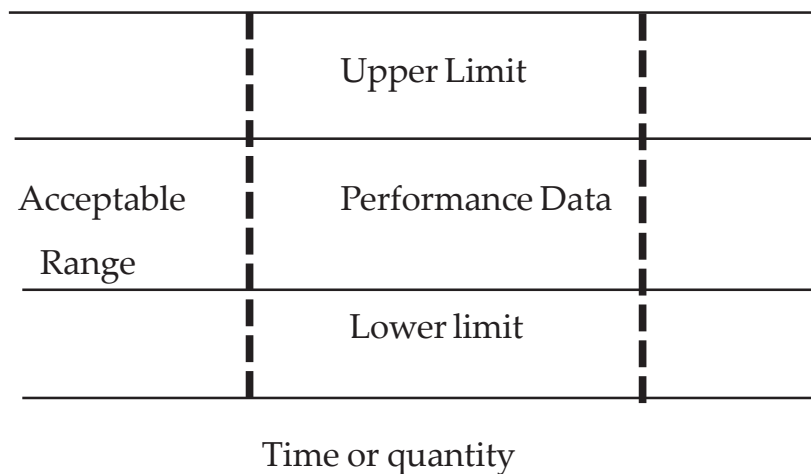 Upper Limit
Acceptable
Range
Performance Data
Lower limit
Time or quantity